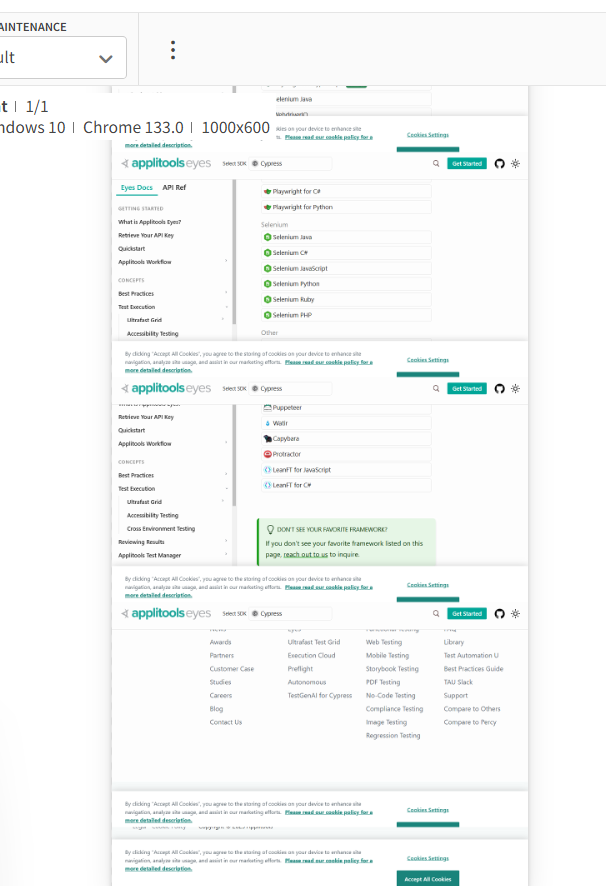 AINTENANCE
ult
nt | 1/1
ndows 10 | Chrome 133.0 | 1000x600
Selenium Java
WebdriverIO
kies on your device to enhance site
Please read our cookie policy for a
more detailed description.
Cookies Settings
applitools eyes Select SDK Cypress Get Started
Eyes Docs API Ref
GETTING STARTED
What is Applitools Eyes?
Retrieve Your API Key
Quickstart
Applitools Workflow
CONCEPTS
Best Practices
Test Execution
Ultrafast Grid
Accessibility Testing
Playwright for C#
Playwright for Python
Selenium
Selenium Java
Selenium C#
Selenium JavaScript
Selenium Python
Selenium Ruby
Selenium PHP
Other
By clicking 'Accept All Cookies', you agree to the storing of cookies on your device to enhance site
navigation, analyze site usage, and assist in our marketing efforts. Please read our cookie policy for a
more detailed description.
Cookies Settings
applitools eyes Select SDK Cypress Get Started
Retrieve Your API Key
Quickstart
Applitools Workflow
CONCEPTS
Best Practices
Test Execution
Ultrafast Grid
Accessibility Testing
Cross Environment Testing
Reviewing Results
Applitools Test Manager
Puppeteer
Watir
Capybara
Protractor
LeanFT for JavaScript
LeanFT for C#
DON'T SEE YOUR FAVORITE FRAMEWORK?
If you don't see your favorite framework listed on this
page, reach out to us to inquire.
By clicking 'Accept All Cookies', you agree to the storing of cookies on your device to enhance site
navigation, analyze site usage, and assist in our marketing efforts. Please read our cookie policy for a
more detailed description.
Cookies Settings
applitools eyes Select SDK Cypress Get Started
News Eyes Functional Testing FAQ
Awards Ultrafast Test Grid Web Testing Library
Partners Execution Cloud Mobile Testing Test Automation U
Customer Case Preflight Storybook Testing Best Practices Guide
Studies Autonomous PDF Testing TAU Slack
Careers TestGenAI for Cypress No-Code Testing Support
Blog Compliance Testing Compare to Others
Contact Us Image Testing Compare to Percy
Regression Testing
By clicking 'Accept All Cookies', you agree to the storing of cookies on your device to enhance site
navigation, analyze site usage, and assist in our marketing efforts. Please read our cookie policy for a
more detailed description.
Cookies Settings
By clicking 'Accept All Cookies', you agree to the storing of cookies on your device to enhance site
navigation, analyze site usage, and assist in our marketing efforts. Please read our cookie policy for a
more detailed description.
Cookies Settings
Accept All Cookies